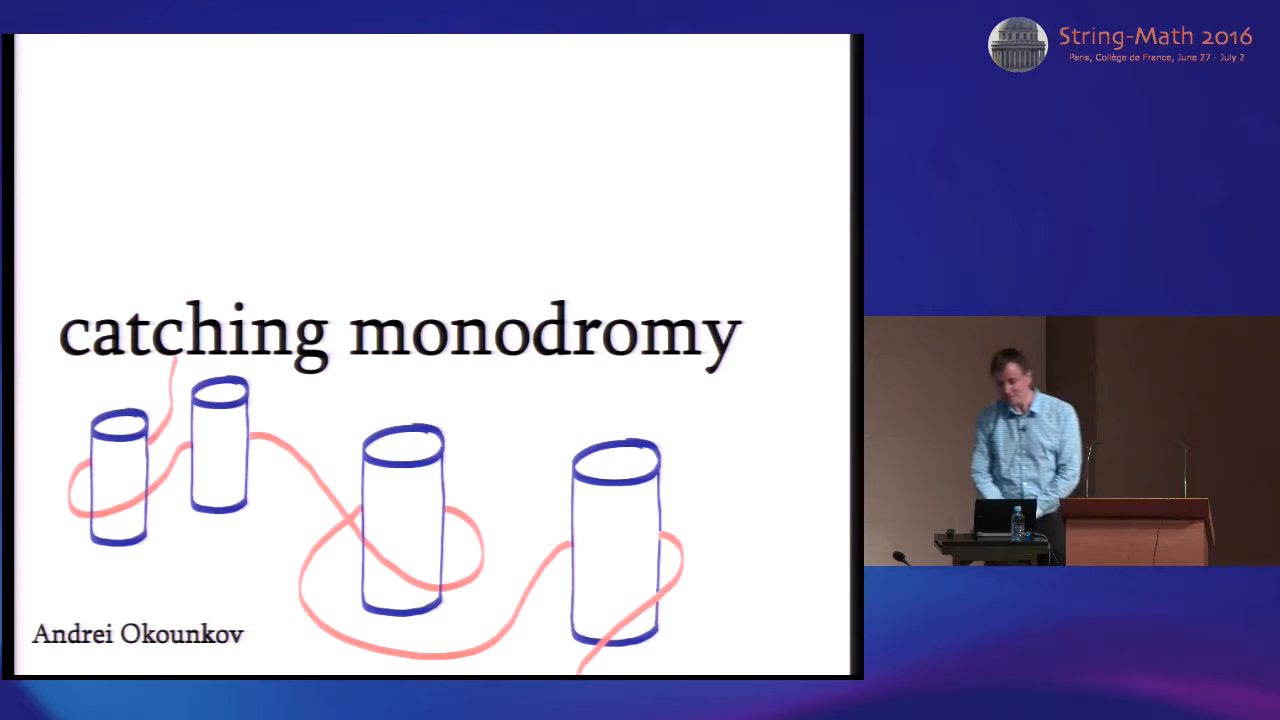 String-Math 2016
Paris, Collège de France, June 27 - July 2
catching monodromy
Andrei Okounkov